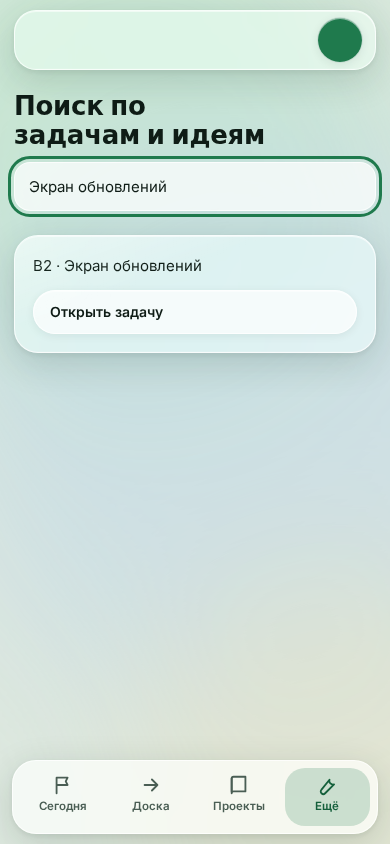 Поиск по
задачам и идеям
Экран обновлений
B2 · Экран обновлений
Открыть задачу
Сегодня
Доска
Проекты
Ещё